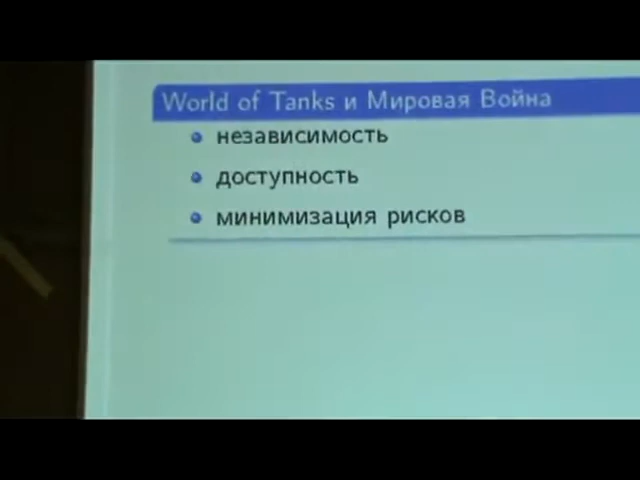 World of Tanks и Мировая Война
независимость
доступность
минимизация рисков